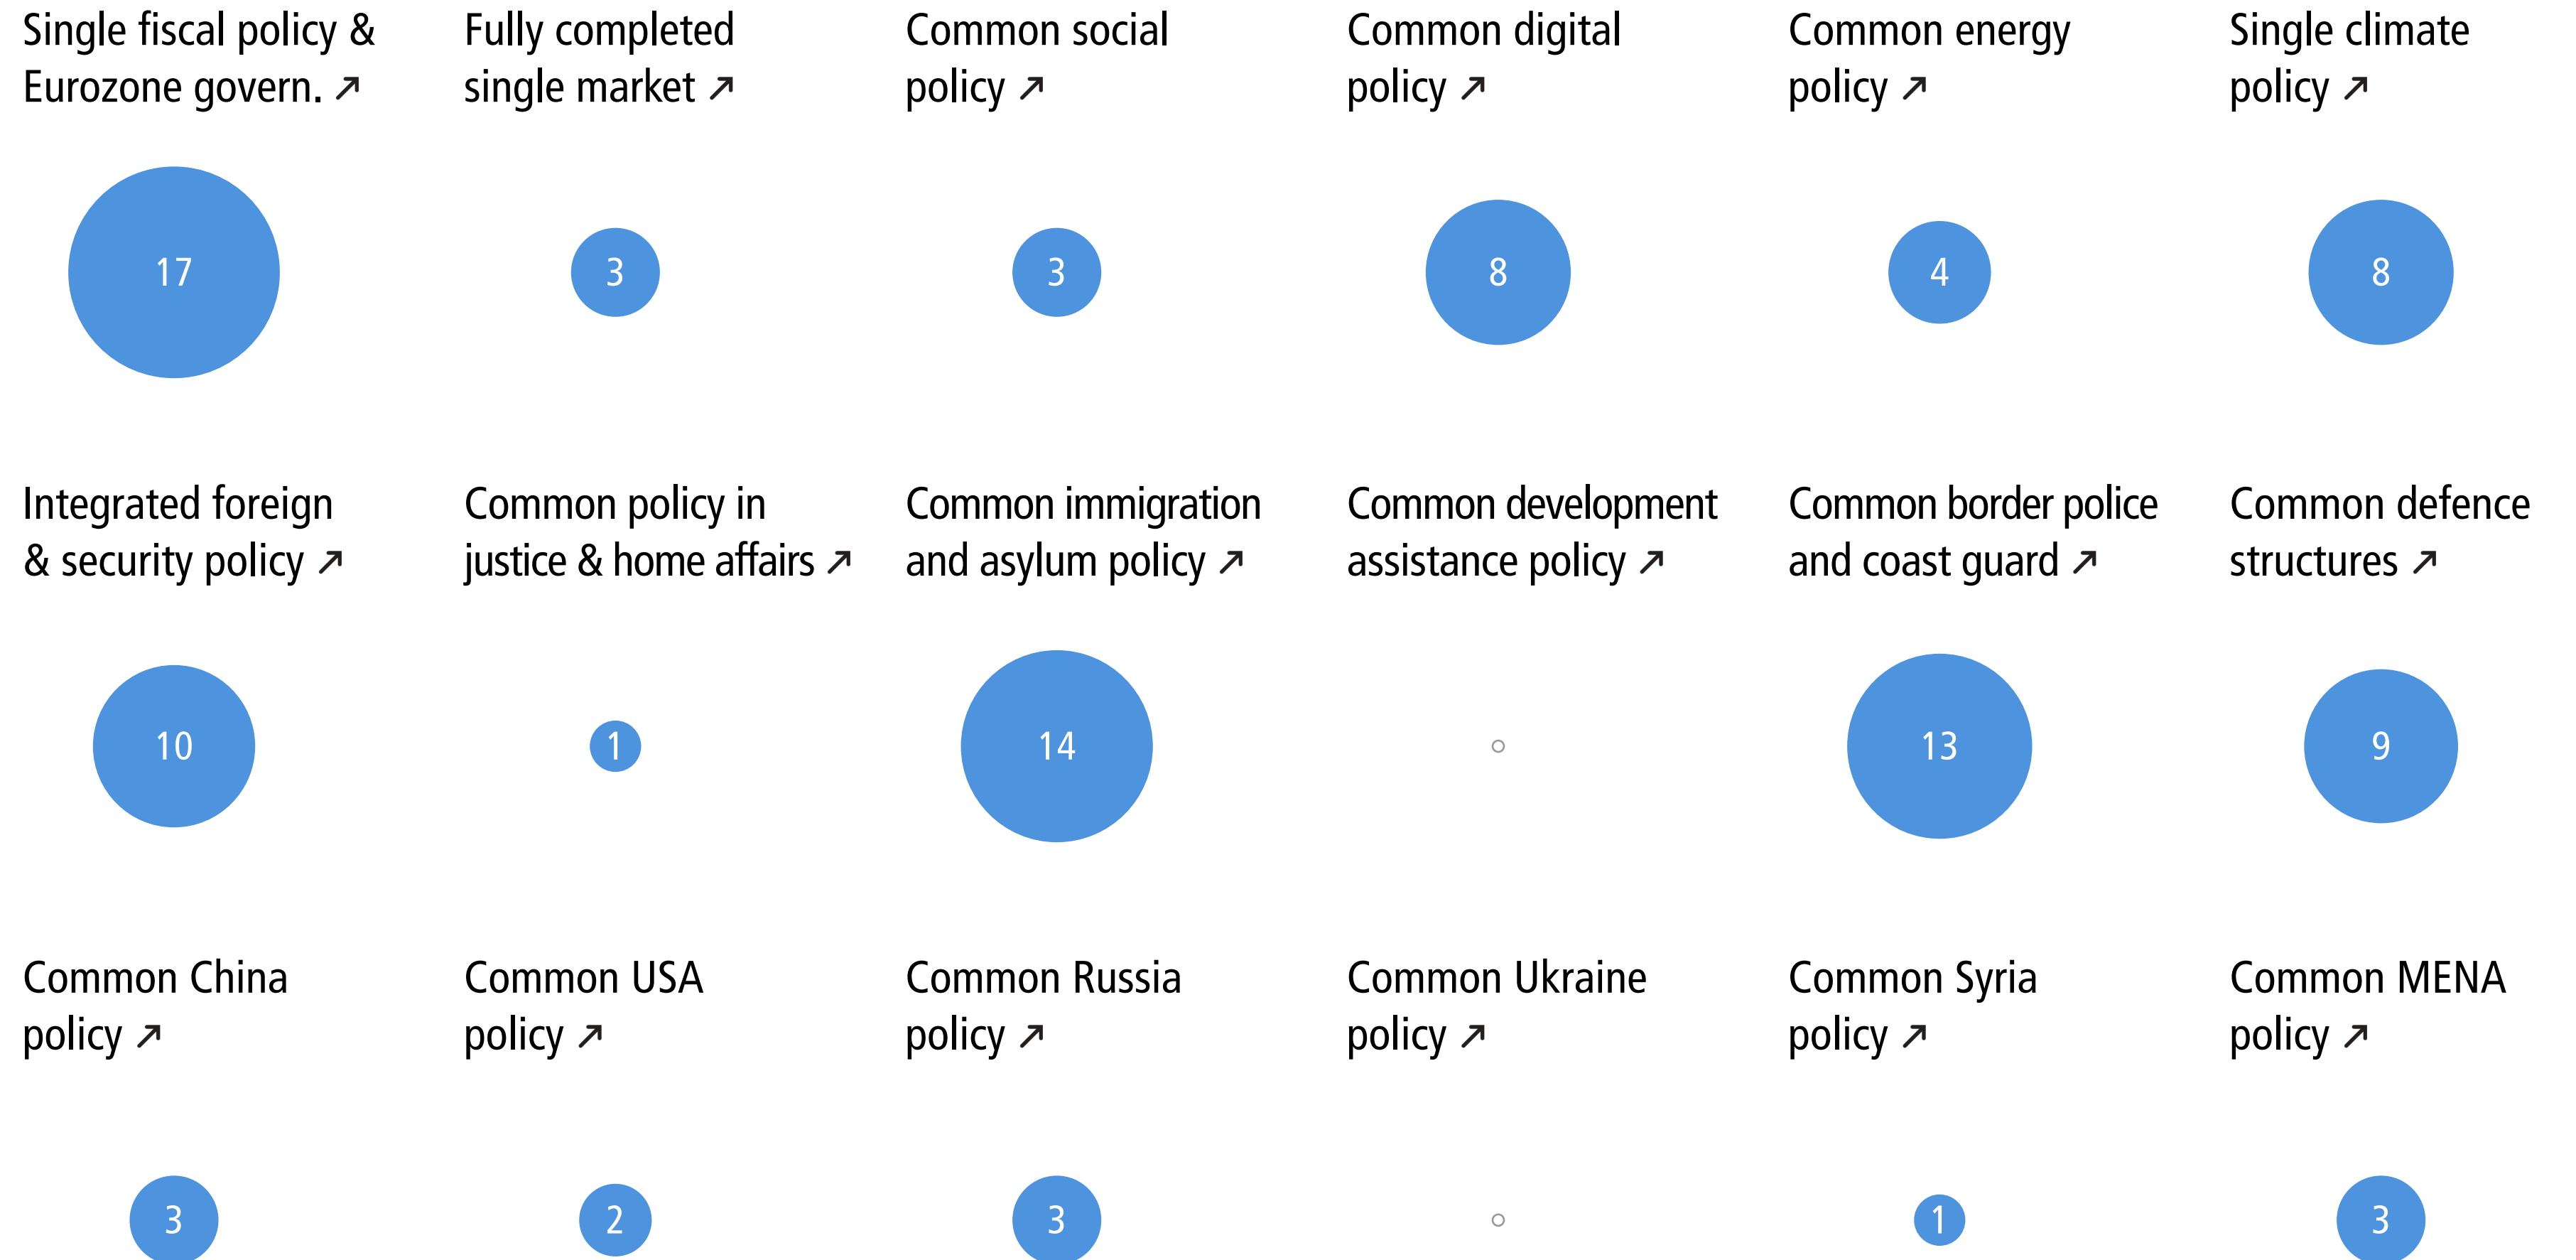 Single fiscal policy &
Eurozone govern. ↗
Fully completed
single market ↗
Common social
policy ↗
Common digital
policy ↗
Common energy
policy ↗
Single climate
policy ↗
17
3
3
8
4
8
Integrated foreign
& security policy ↗
Common policy in
justice & home affairs ↗
Common immigration
and asylum policy ↗
Common development
assistance policy ↗
Common border police
and coast guard ↗
Common defence
structures ↗
10
1
14
13
9
Common China
policy ↗
Common USA
policy ↗
Common Russia
policy ↗
Common Ukraine
policy ↗
Common Syria
policy ↗
Common MENA
policy ↗
3
2
3
1
3